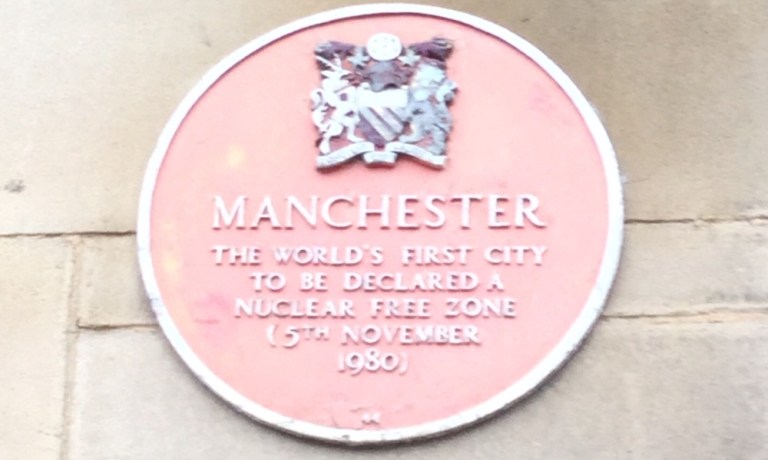 MANCHESTER
THE WORLD'S FIRST CITY
TO BE DECLARED A
NUCLEAR FREE ZONE
(5TH NOVEMBER
1980)